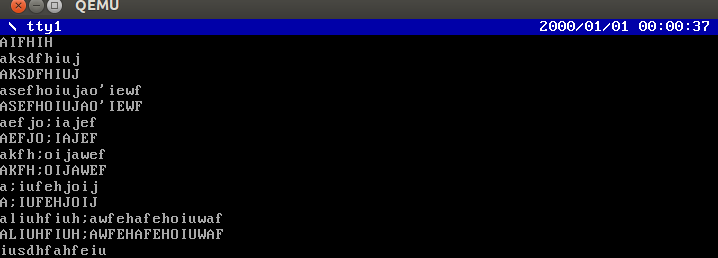 QEMU
\ tty1 2000/01/01 00:00:37
AIFHIH
aksdfhiuj
AKSDFHIUJ
asefhoiujao'iewf
ASEFHOIUJAO'IEWF
aefjo;iajef
AEFJO;IAJEF
akfh;oijawef
AKFH;OIJAWEF
a;iufehjoij
A;IUFEHJOIJ
aliuhfiuh;awfehafehoiuwaf
ALIUHFIUH;AWFEHAFEHOIUWAF
iusdhfahfeiu